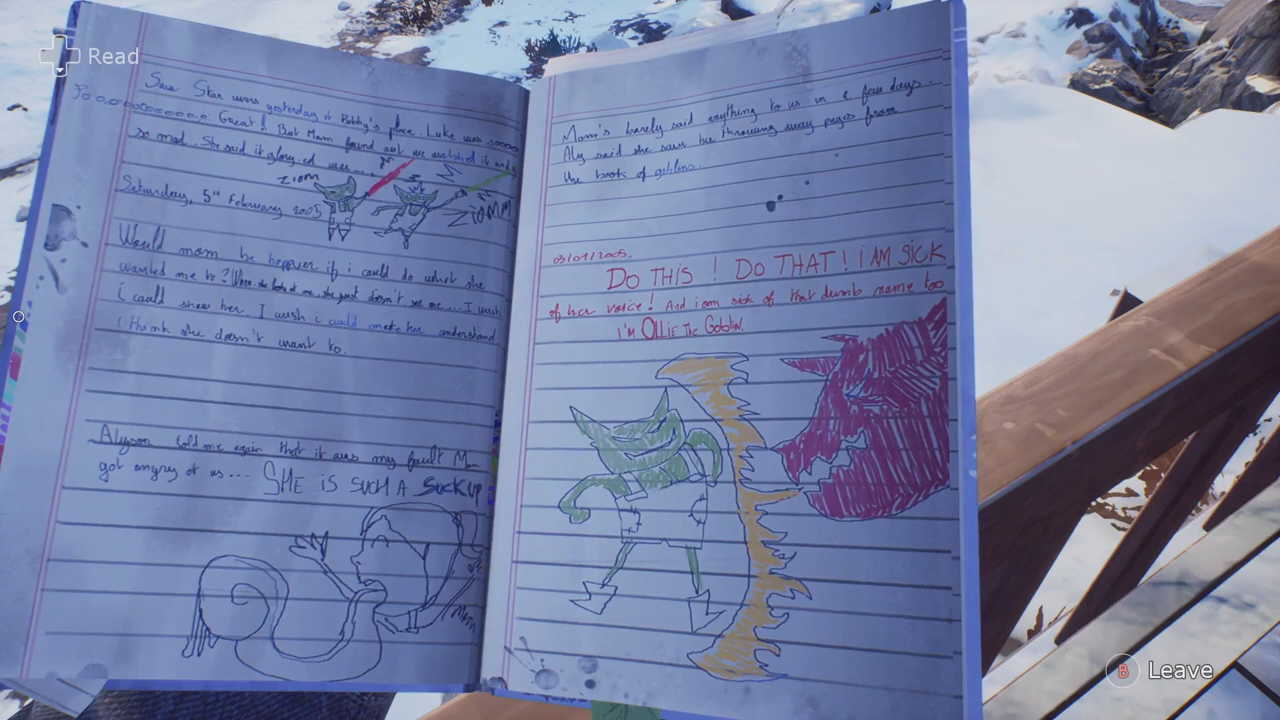 Read
Saw Star wars yesterday at Bobby's place. Luke was sooooo
Great! But Mom found out we watched it and is
so mad. She said it
ZIOM
ZIOMM
Saturday, 5th February 2005
Would mom be happier if i could do what she
wanted me to? When she looks at me, she just doesn't see me... I wish
i could show her. I wish i could make her understand.
I think she doesn't want to.
Alyson told me again that it was my fault Mom
got angry at us... SHE iS SUCH A SUCKUP
Mom's barely said anything to us in a few days...
Aly said she saw her throwing away pages from
the book of goblins.
2005.
DO THiS! DO THAT! i AM SiCK
of her voice! And i am sick of that dumb name too
I'M OLLiE The Goblin.
B Leave